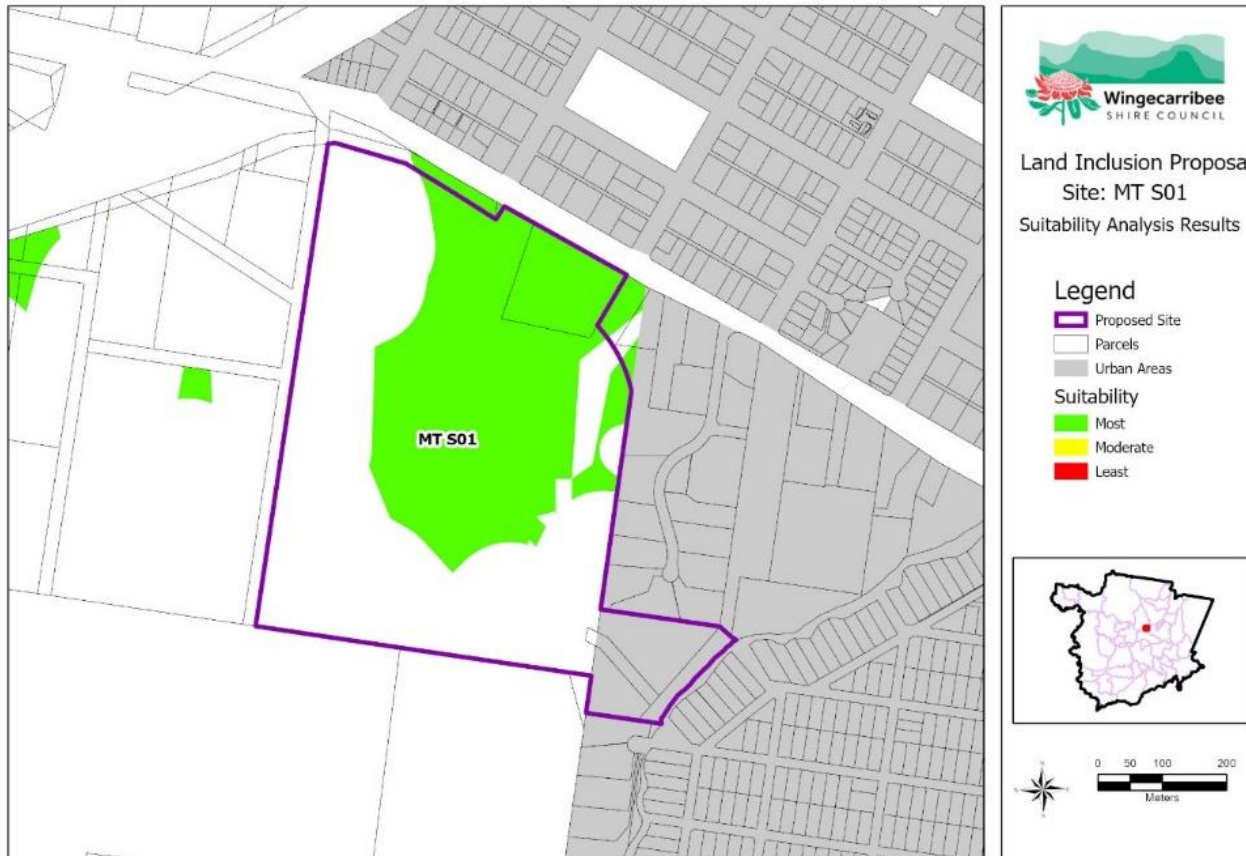 Wingecarribee
SHIRE COUNCIL
Land Inclusion Proposa
Site: MT S01
Suitability Analysis Results
Legend
Proposed Site
Parcels
Urban Areas
Suitability
Most
Moderate
Least
MT S01
0 50 100 200
Meters